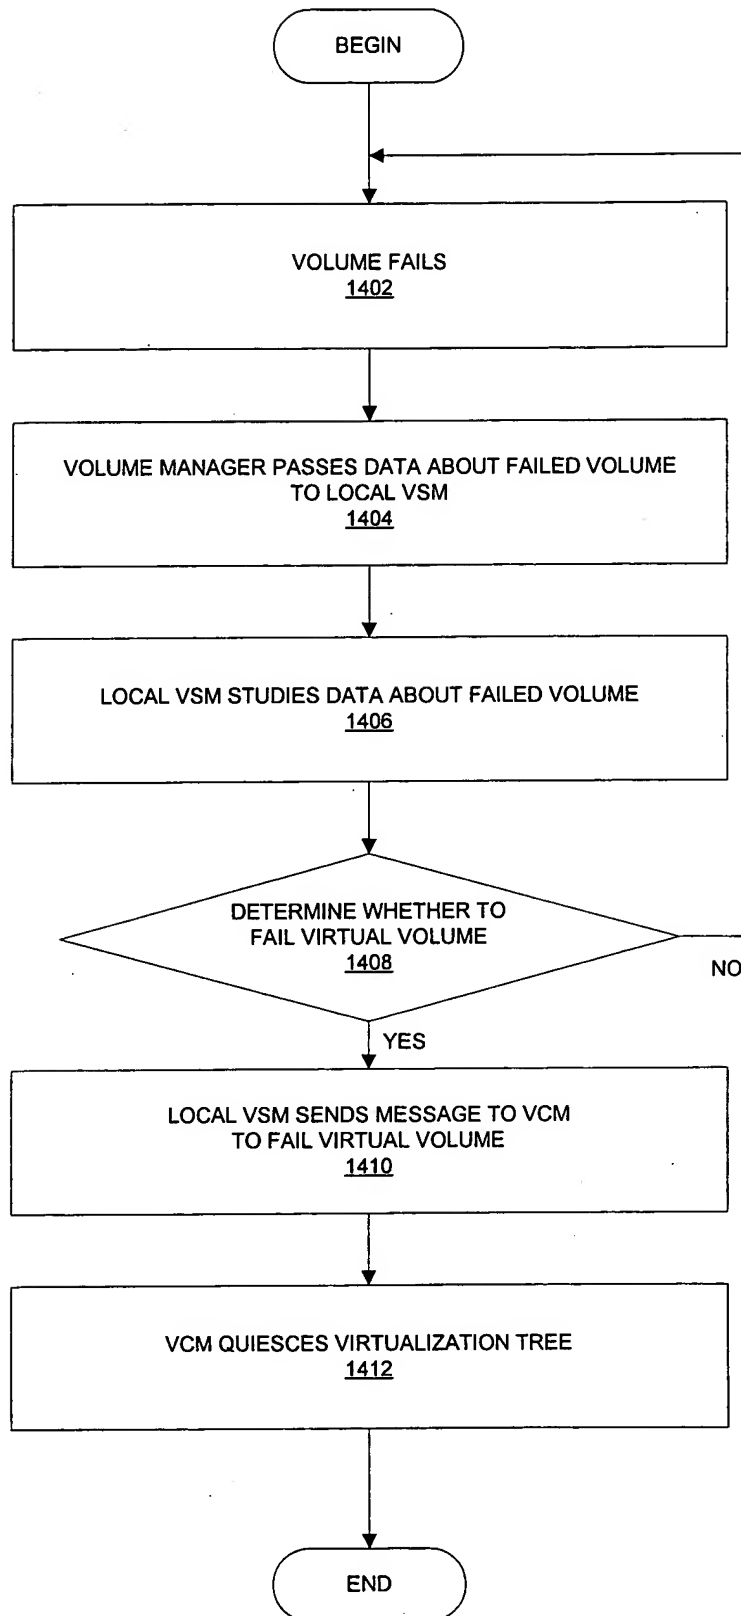 BEGIN
VOLUME FAILS
1402
VOLUME MANAGER PASSES DATA ABOUT FAILED VOLUME
TO LOCAL VSM
1404
LOCAL VSM STUDIES DATA ABOUT FAILED VOLUME
1406
DETERMINE WHETHER TO
FAIL VIRTUAL VOLUME
1408
NO
YES
LOCAL VSM SENDS MESSAGE TO VCM
TO FAIL VIRTUAL VOLUME
1410
VCM QUIESCES VIRTUALIZATION TREE
1412
END